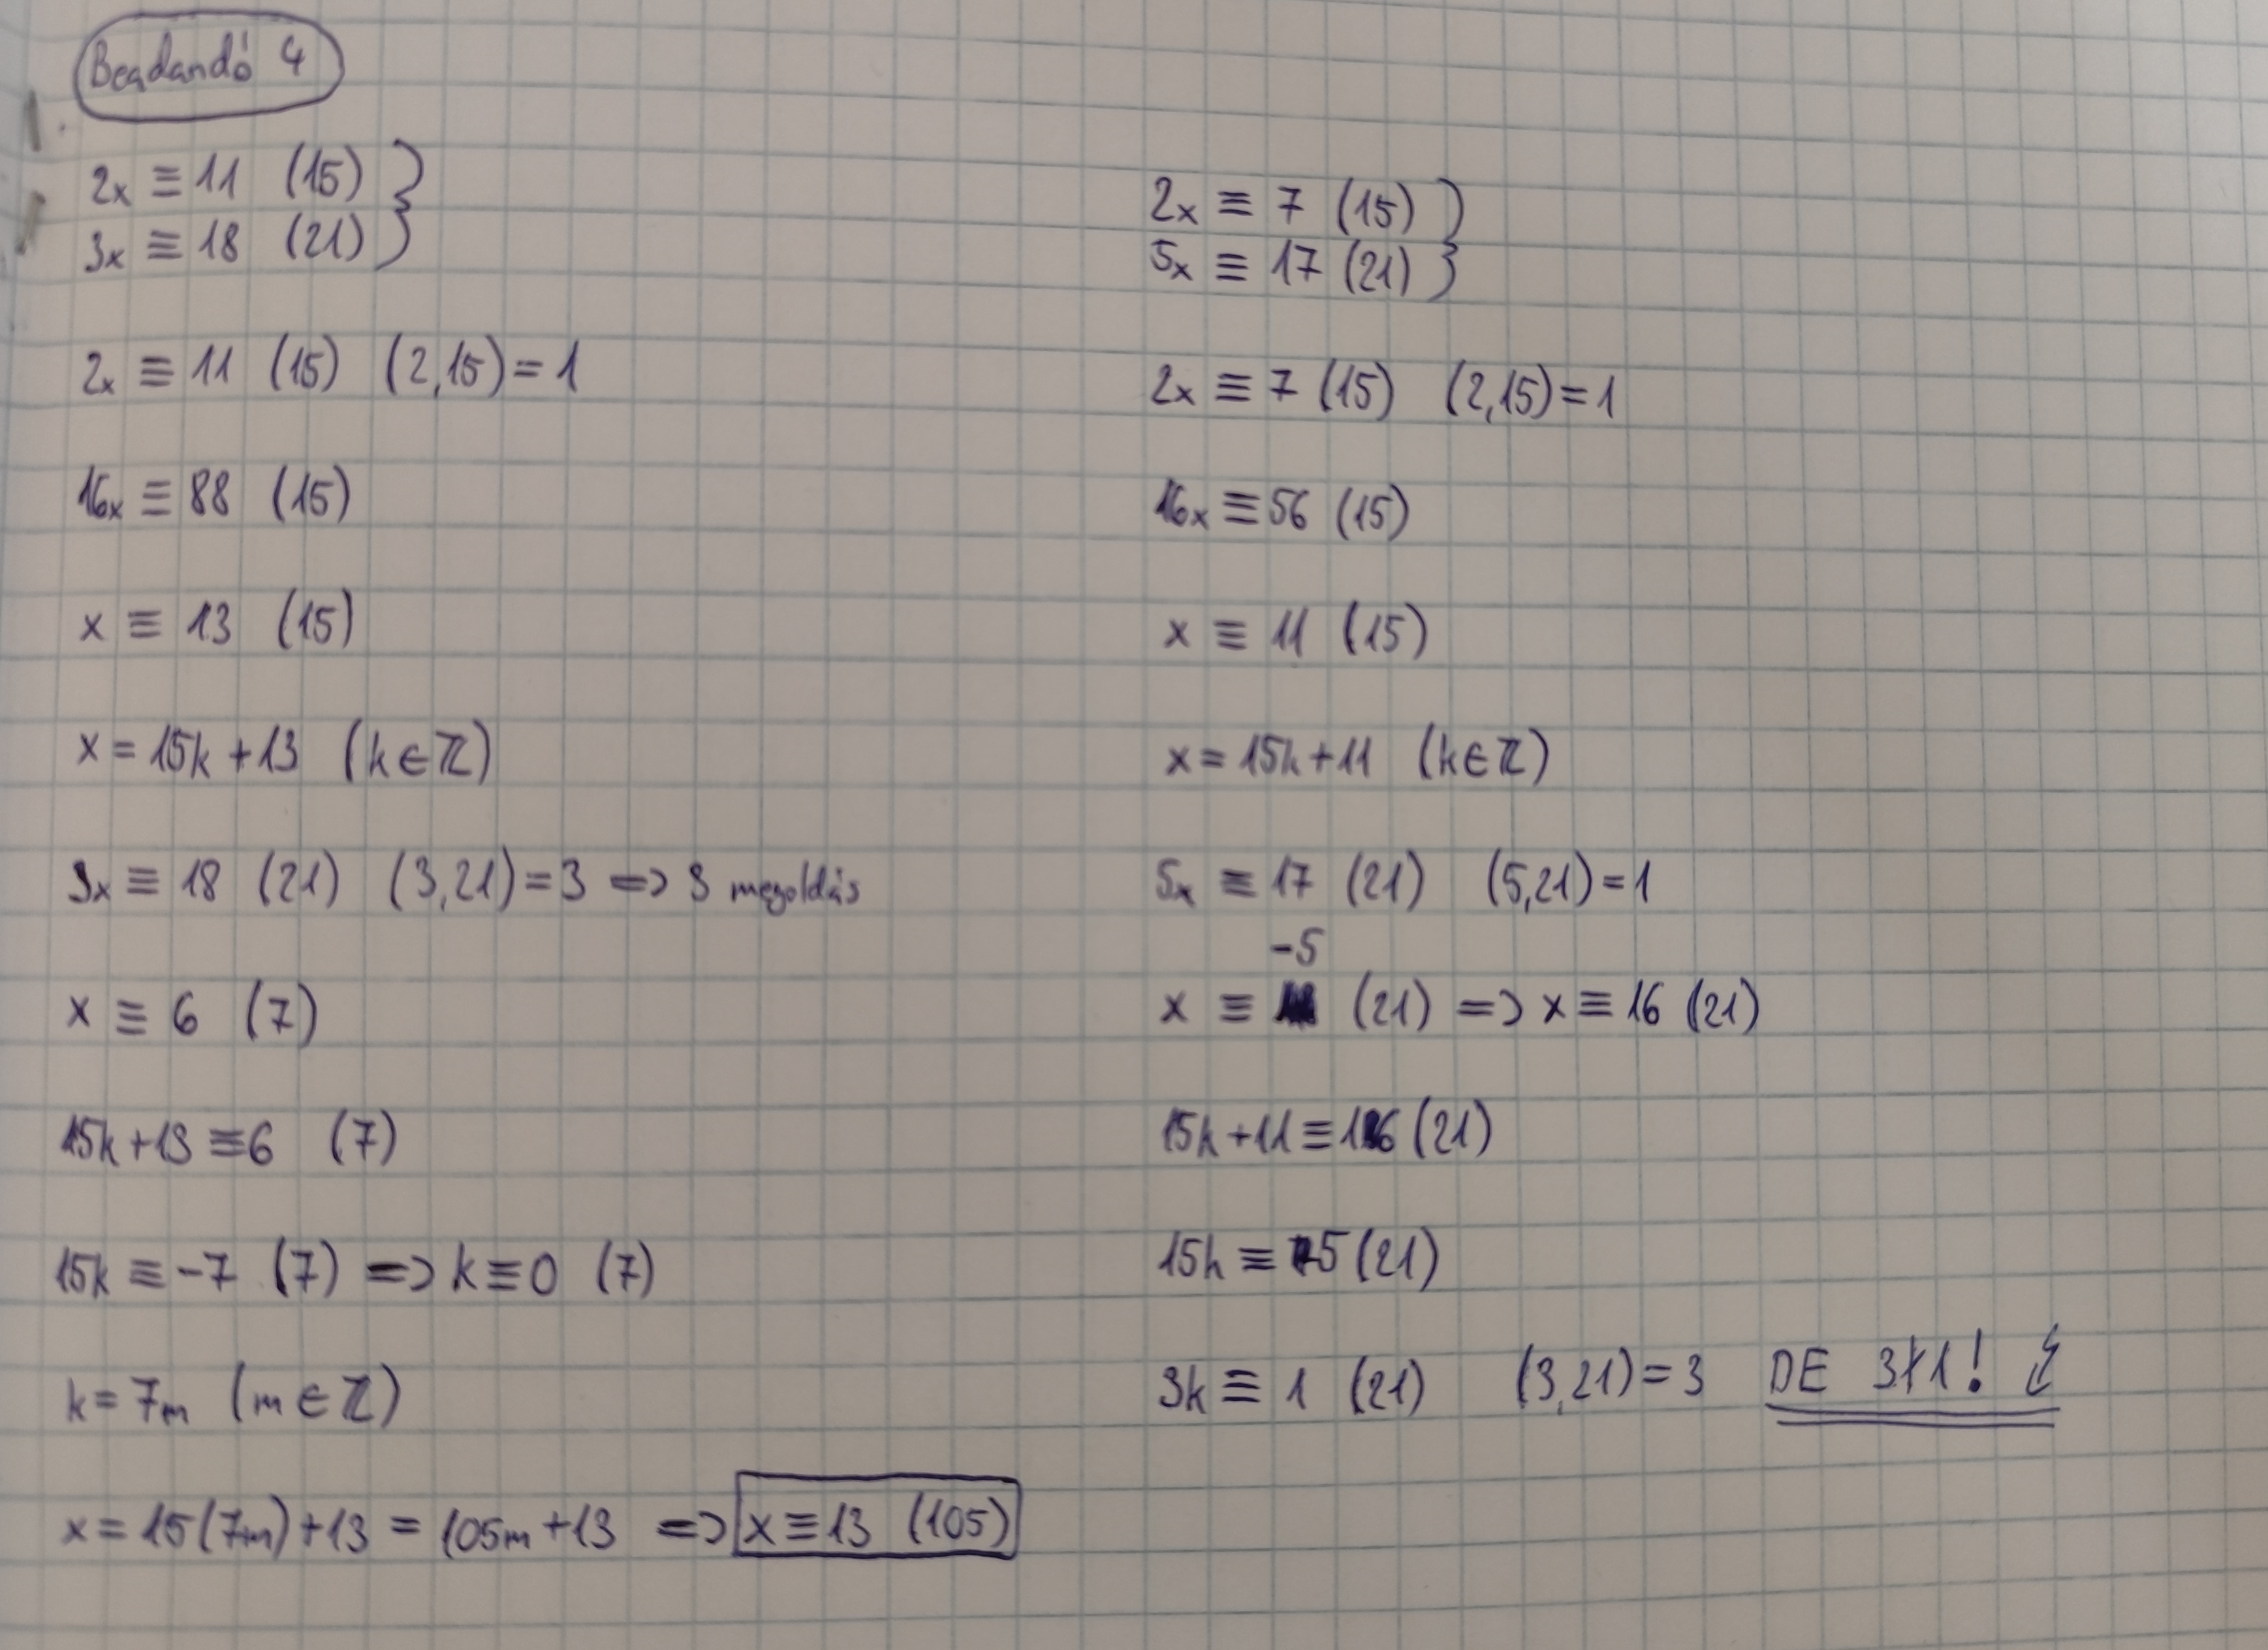 Beadandó 4
1.
2x ≡ 11 (15)
3x ≡ 18 (21)
2x ≡ 11 (15) (2,15)=1
16x ≡ 88 (15)
x ≡ 13 (15)
x = 15k + 13 (k ∈ ℤ)
3x ≡ 18 (21) (3,21)=3 => 3 megoldás
x ≡ 6 (7)
15k + 13 ≡ 6 (7)
15k ≡ -7 (7) => k ≡ 0 (7)
k = 7m (m ∈ ℤ)
x = 15(7m) + 13 = 105m + 13 => x ≡ 13 (105)
2x ≡ 7 (15)
5x ≡ 17 (21)
2x ≡ 7 (15) (2,15)=1
16x ≡ 56 (15)
x ≡ 11 (15)
x = 15k + 11 (k ∈ ℤ)
5x ≡ 17 (21) (5,21)=1
-5
x ≡ (21) => x ≡ 16 (21)
15k + 11 ≡ 16 (21)
15k ≡ 5 (21)
3k ≡ 1 (21) (3,21)=3 DE 3∤1! ↯